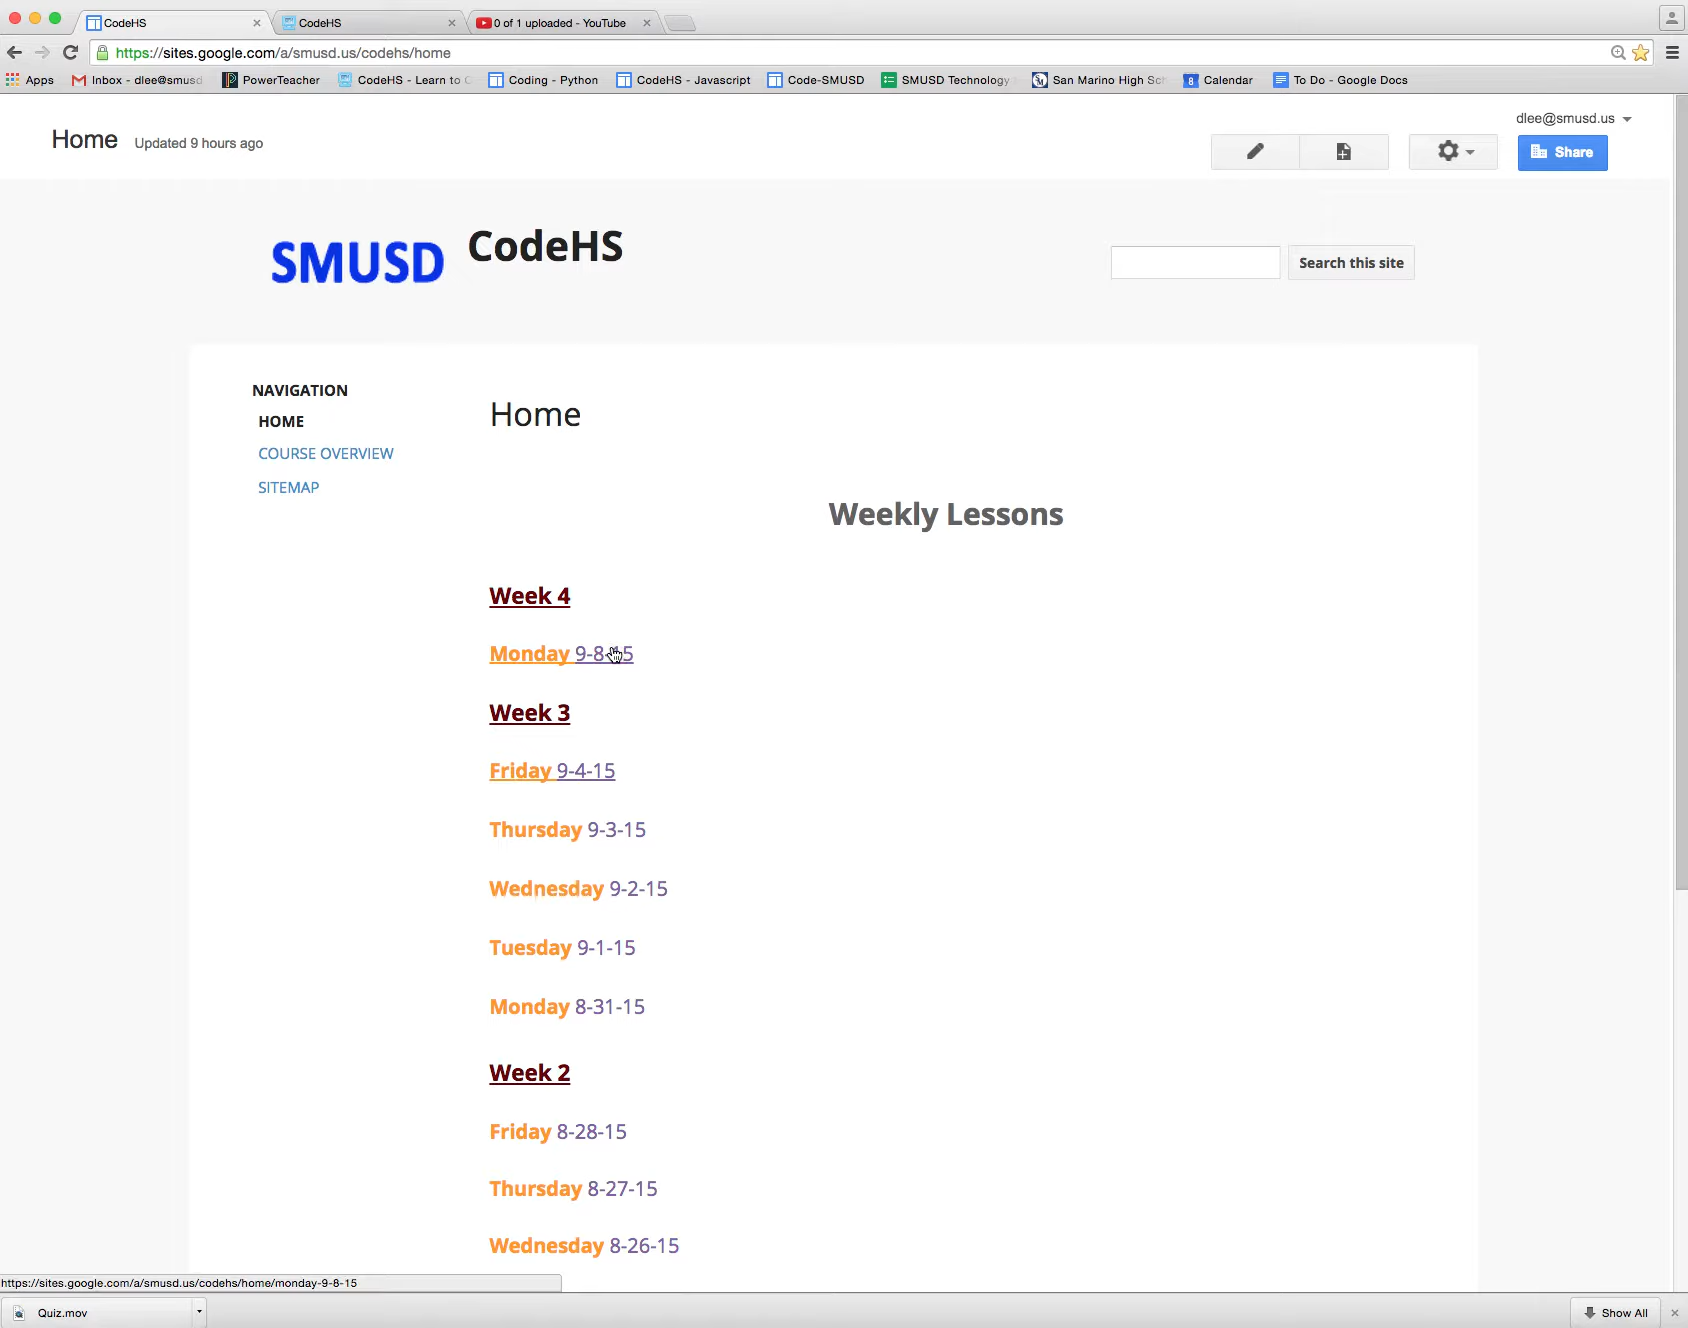 CodeHS
CodeHS
0 of 1 uploaded - YouTube
https://sites.google.com/a/smusd.us/codehs/home
Apps
Inbox - dlee@smusd
PowerTeacher
CodeHS - Learn to C
Coding - Python
CodeHS - Javascript
Code-SMUSD
SMUSD Technology
San Marino High Sch
8 Calendar
To Do - Google Docs
dlee@smusd.us
Home Updated 9 hours ago
Share
SMUSD CodeHS
Search this site
NAVIGATION
HOME
COURSE OVERVIEW
SITEMAP
Home
Weekly Lessons
Week 4
Monday 9-8-15
Week 3
Friday 9-4-15
Thursday 9-3-15
Wednesday 9-2-15
Tuesday 9-1-15
Monday 8-31-15
Week 2
Friday 8-28-15
Thursday 8-27-15
Wednesday 8-26-15
https://sites.google.com/a/smusd.us/codehs/home/monday-9-8-15
Quiz.mov
Show All